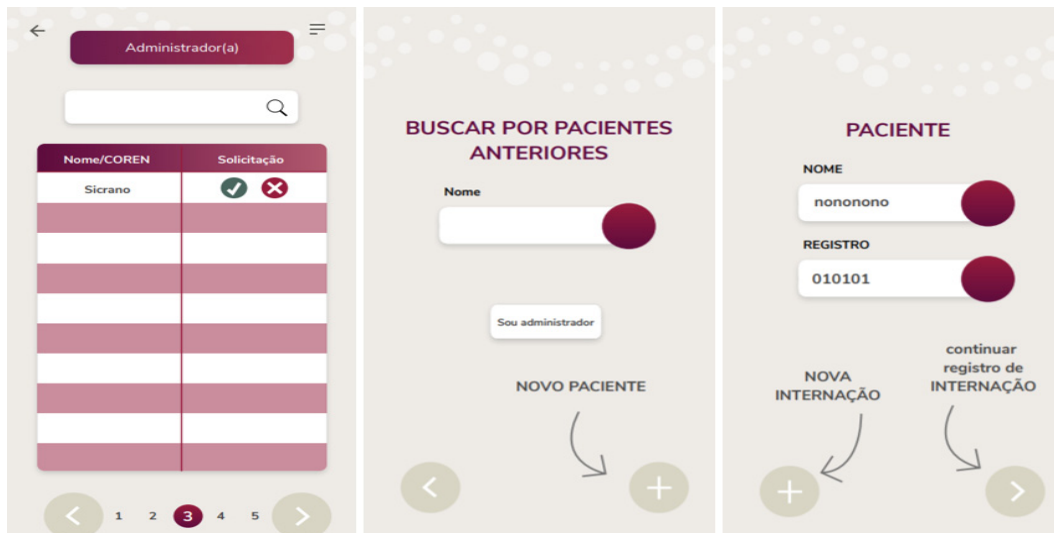 Administrador(a)
Nome/COREN Solicitação
Sicrano
1 2 3 4 5
BUSCAR POR PACIENTES
ANTERIORES
Nome
Sou administrador
NOVO PACIENTE
PACIENTE
NOME
nononono
REGISTRO
010101
NOVA
INTERNAÇÃO
continuar
registro de
INTERNAÇÃO